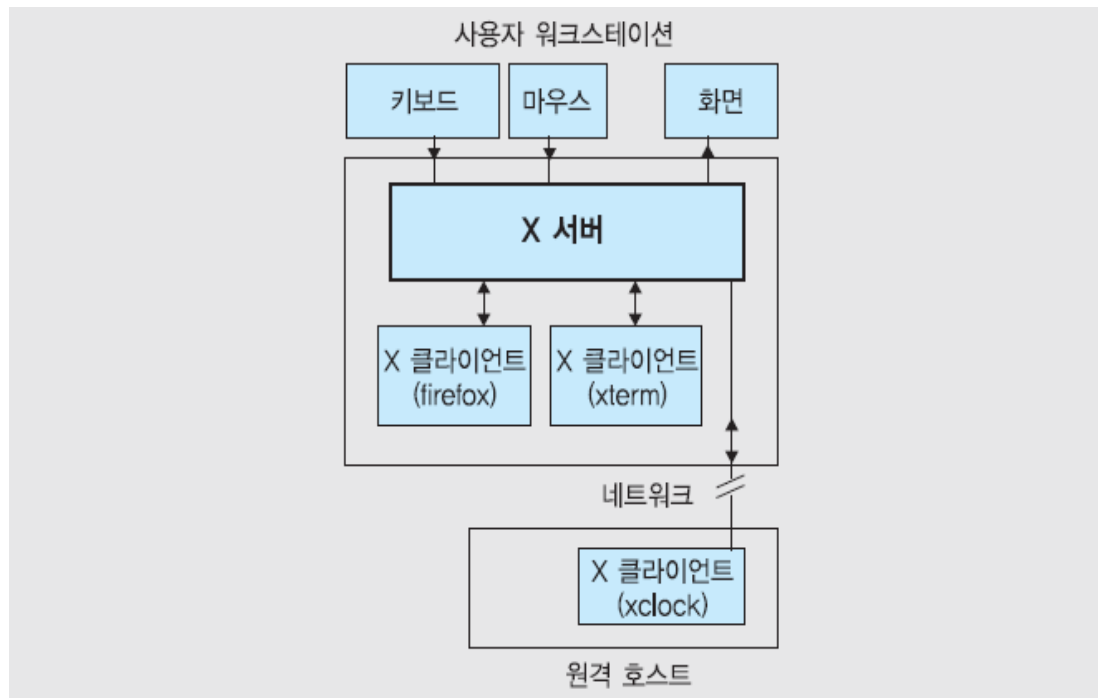 사용자 워크스테이션
키보드
마우스
화면
X 서버
X 클라이언트
(firefox)
X 클라이언트
(xterm)
네트워크
X 클라이언트
(xclock)
원격 호스트